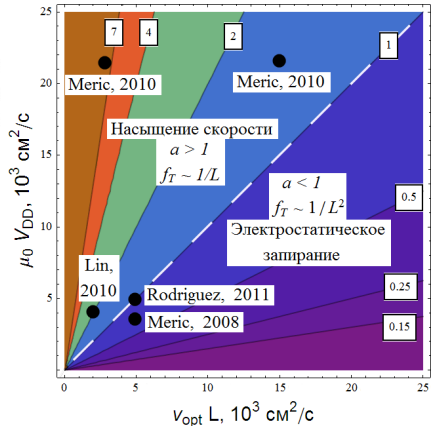 25
20
15
10
5
0
5
10
15
20
25
μ₀ V_DD, 10³ см²/с
v_opt L, 10³ см²/с
7
4
2
1
0.5
0.25
0.15
Meric, 2010
Meric, 2010
Насыщение скорости
a > 1
f_T ~ 1/L
a < 1
f_T ~ 1/L²
Электростатическое
запирание
Lin,
2010
Rodriguez, 2011
Meric, 2008